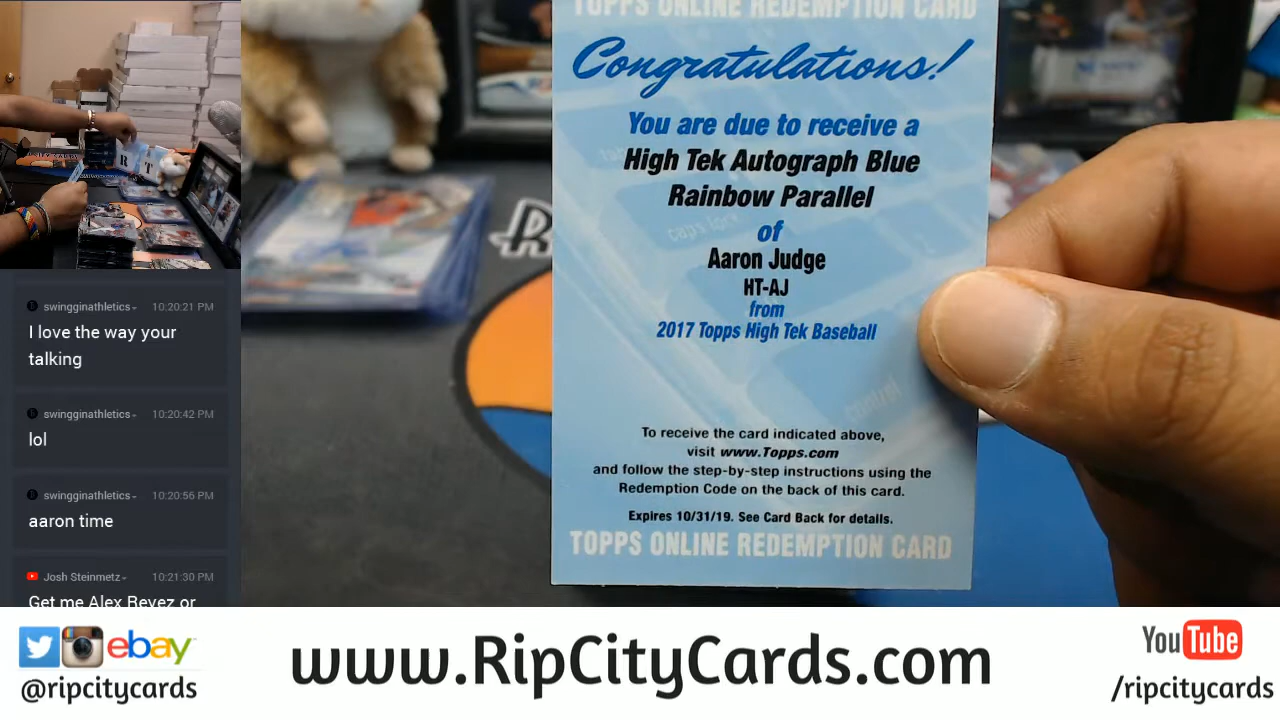 swingginathletics 10:20:21 PM
I love the way your
talking
swingginathletics 10:20:42 PM
lol
swingginathletics 10:20:56 PM
aaron time
Josh Steinmetz 10:21:30 PM
Get me Alex Reyez or
TOPPS ONLINE REDEMPTION CARD
Congratulations!
You are due to receive a
High Tek Autograph Blue
Rainbow Parallel
of
Aaron Judge
HT-AJ
from
2017 Topps High Tek Baseball
To receive the card indicated above,
visit www.Topps.com
and follow the step-by-step instructions using the
Redemption Code on the back of this card.
Expires 10/31/19. See Card Back for details.
TOPPS ONLINE REDEMPTION CARD
ebay
@ripcitycards
www.RipCityCards.com
YouTube
/ripcitycards